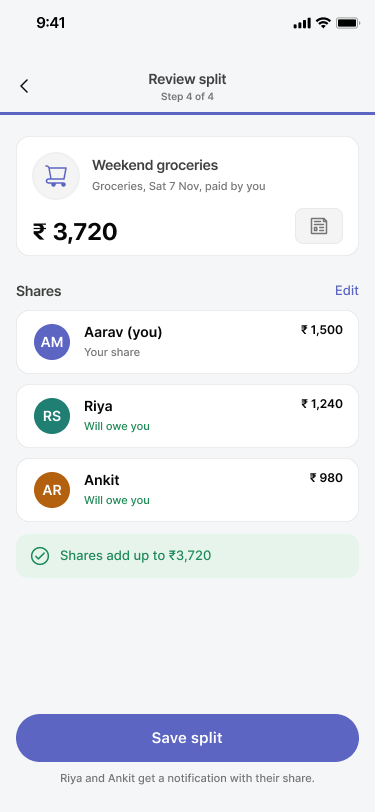 9:41
Review split
Step 4 of 4
Weekend groceries
Groceries, Sat 7 Nov, paid by you
₹ 3,720
Shares
Edit
AM
Aarav (you)
₹ 1,500
Your share
RS
Riya
₹ 1,240
Will owe you
AR
Ankit
₹ 980
Will owe you
Shares add up to ₹3,720
Save split
Riya and Ankit get a notification with their share.